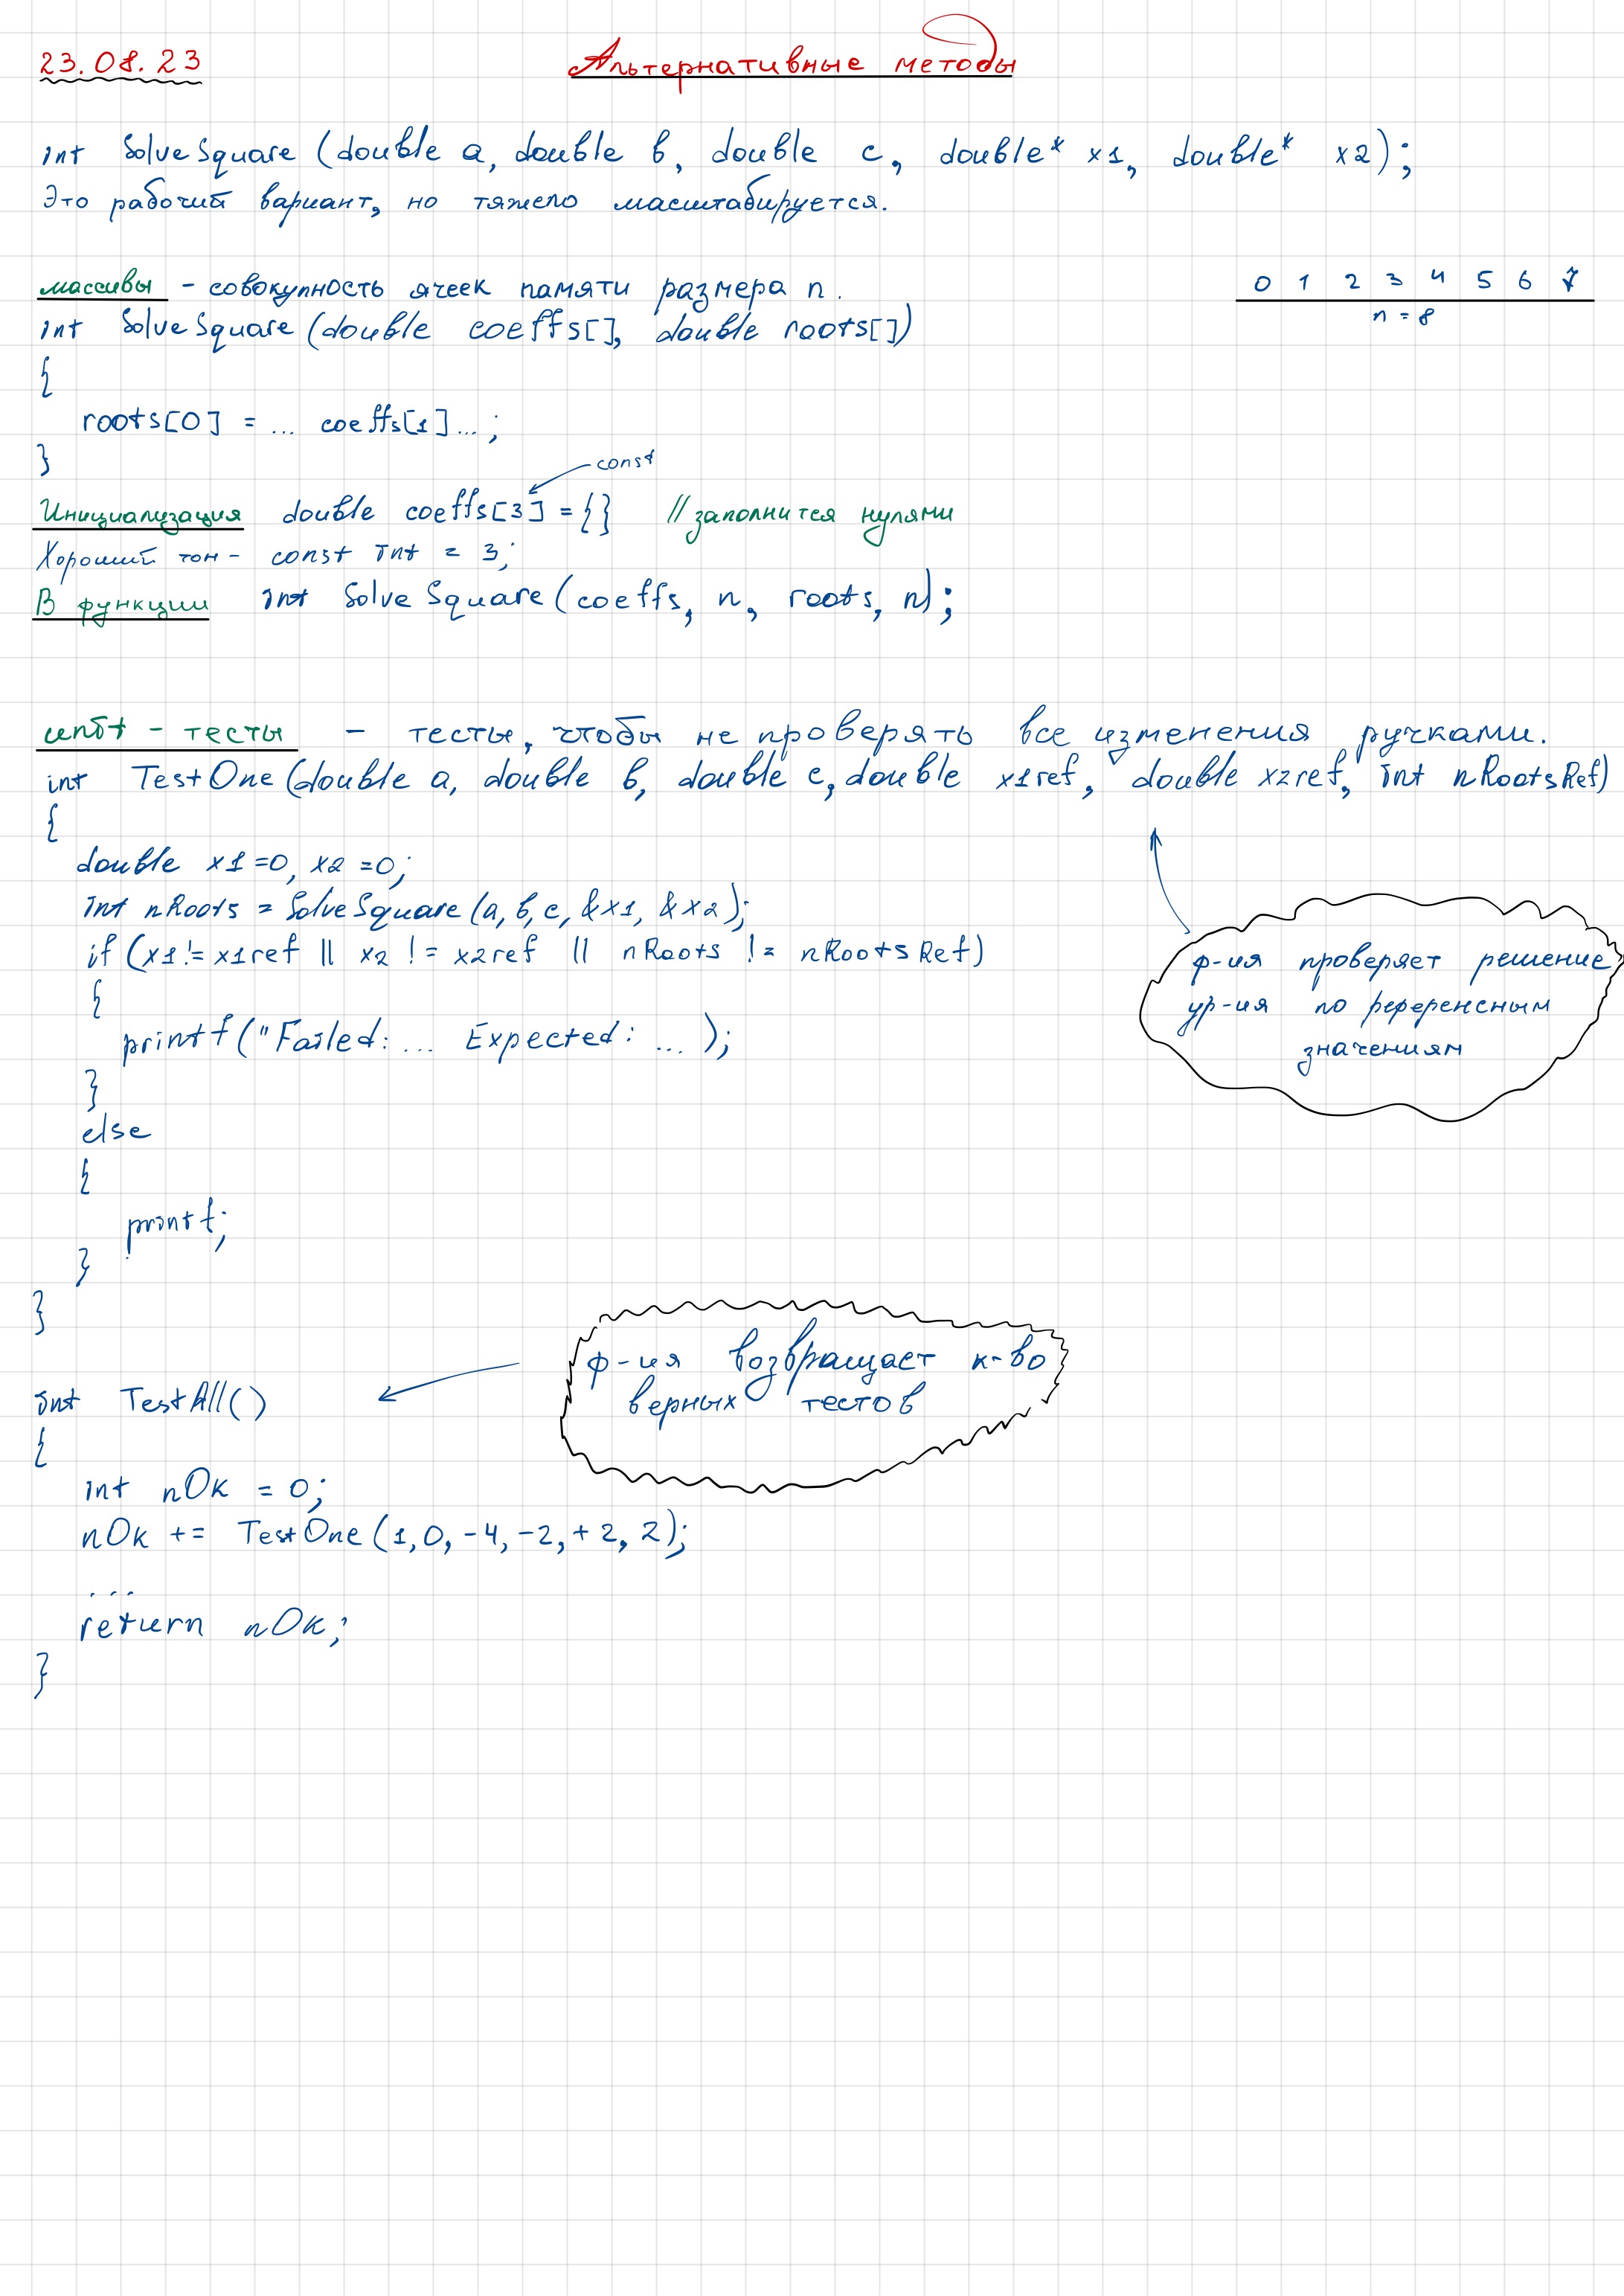 23.08.23
Альтернативные методы
int SolveSquare (double a, double b, double c, double* x1, double* x2);
Это рабочий вариант, но тяжело масштабируется.
массивы - совокупность ячеек памяти размера n.
0 1 2 3 4 5 6 7
n = 8
int SolveSquare (double coeffs[], double roots[])
{
roots[0] = ... coeffs[1]...;
}
const
Инициализация double coeffs[3] = {} // заполнится нулями
Хороший тон - const int = 3;
В функции int SolveSquare (coeffs, n, roots, n);
unit - тесты - тесты, чтобы не проверять все изменения ручками.
int TestOne (double a, double b, double c, double x1ref, double x2ref, int nRootsRef)
{
double x1=0, x2=0;
int nRoots = SolveSquare (a, b, c, &x1, &x2);
if (x1 != x1ref || x2 != x2ref || nRoots != nRootsRef)
{
printf ("Failed: ... Expected: ... );
}
else
{
printf;
}
}
ф-ия проверяет решение
ур-ия по референсным
значениям
ф-ия возвращает к-во
верных тестов
int TestAll()
{
int nOk = 0;
nOk += TestOne (1, 0, -4, -2, +2, 2);
...
return nOk;
}